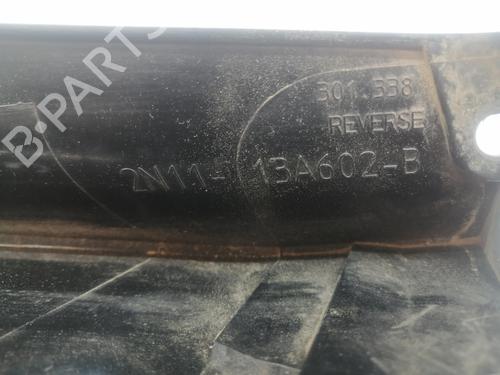 B-PARTS
301 338
REVERSE
2N11- 13A602-B